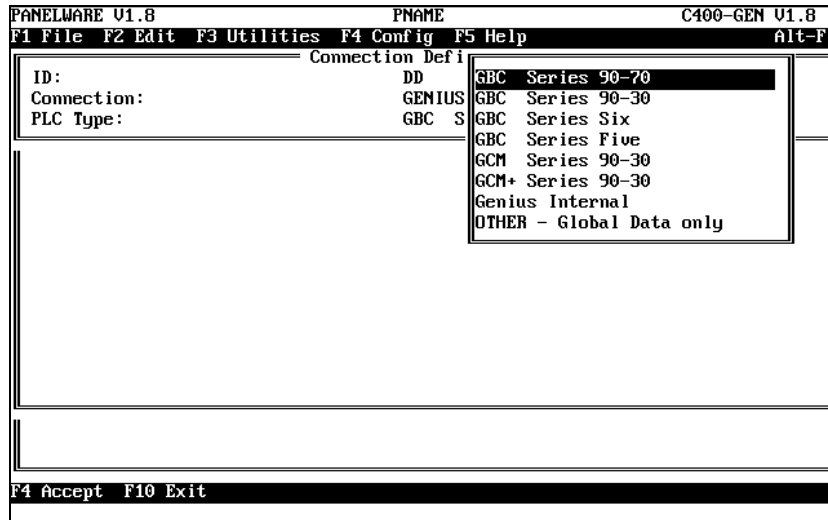 PANELWARE V1.8 PNAME C400-GEN V1.8
F1 File F2 Edit F3 Utilities F4 Config F5 Help Alt-F
Connection Defi
ID: DD
Connection: GENIUS
PLC Type: GBC S
GBC Series 90-70
GBC Series 90-30
GBC Series Six
GBC Series Five
GCM Series 90-30
GCM+ Series 90-30
Genius Internal
OTHER - Global Data only
F4 Accept F10 Exit